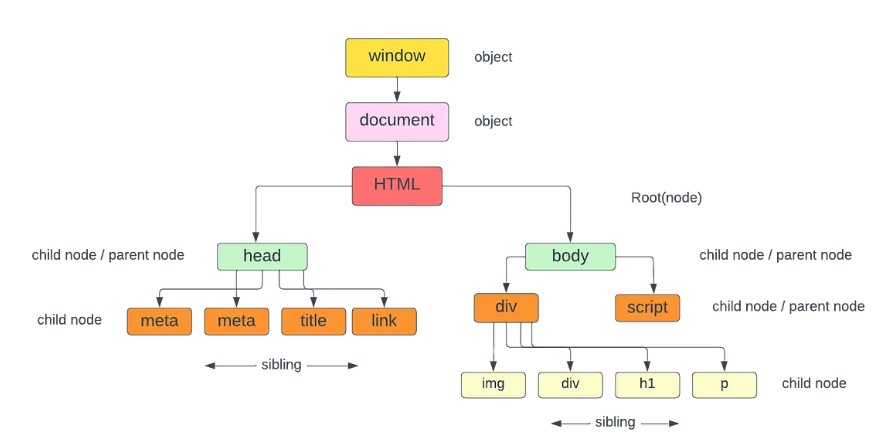 window object
document object
HTML
Root(node)
child node / parent node head body child node / parent node
div script child node / parent node
child node meta meta title link
sibling
img div h1 p child node
sibling